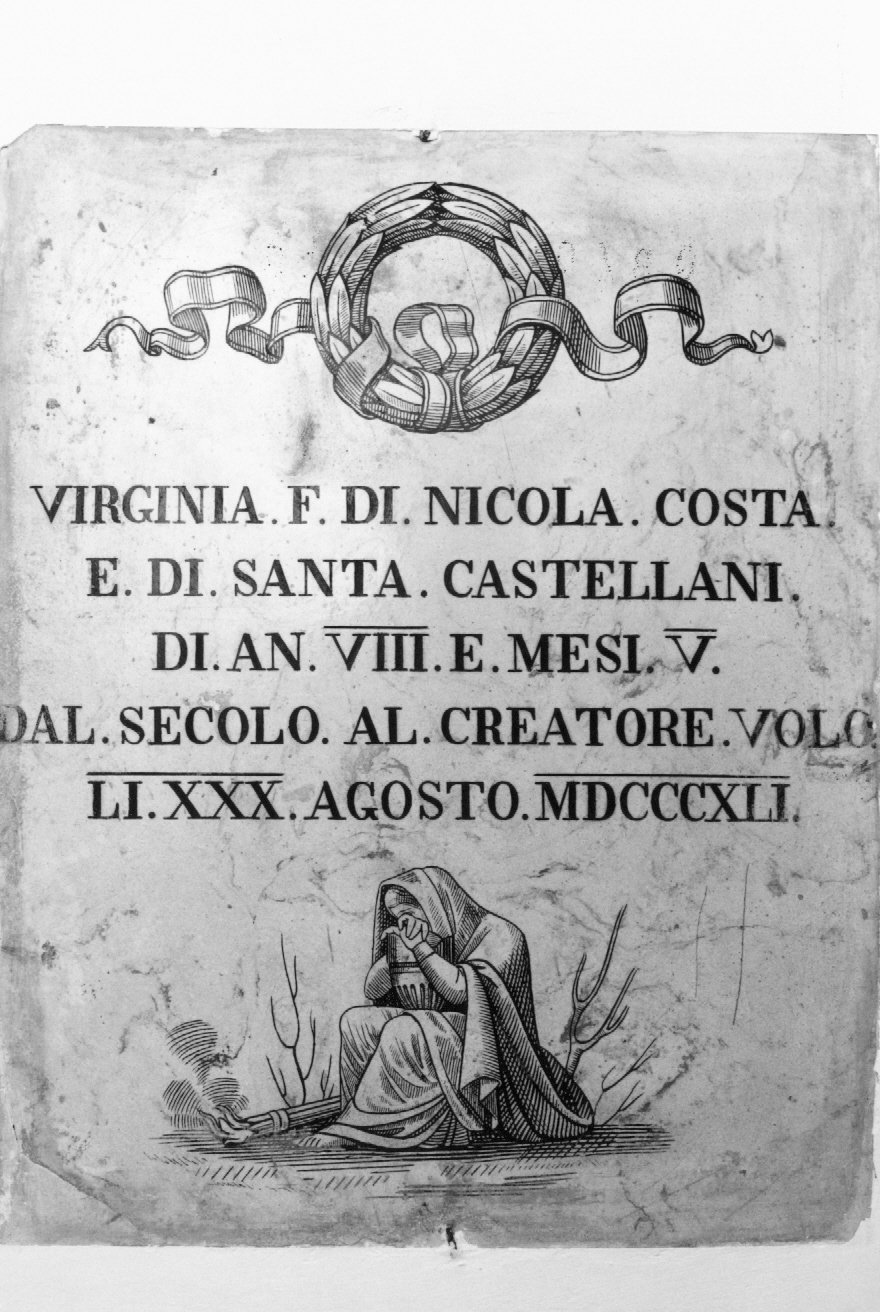 VIRGINIA. F. DI. NICOLA. COSTA.
E. DI. SANTA. CASTELLANI.
DI. AN. VIII. E. MESI. V.
DAL. SECOLO. AL. CREATORE. VOLO.
LI. XXX. AGOSTO. MDCCCXLI.